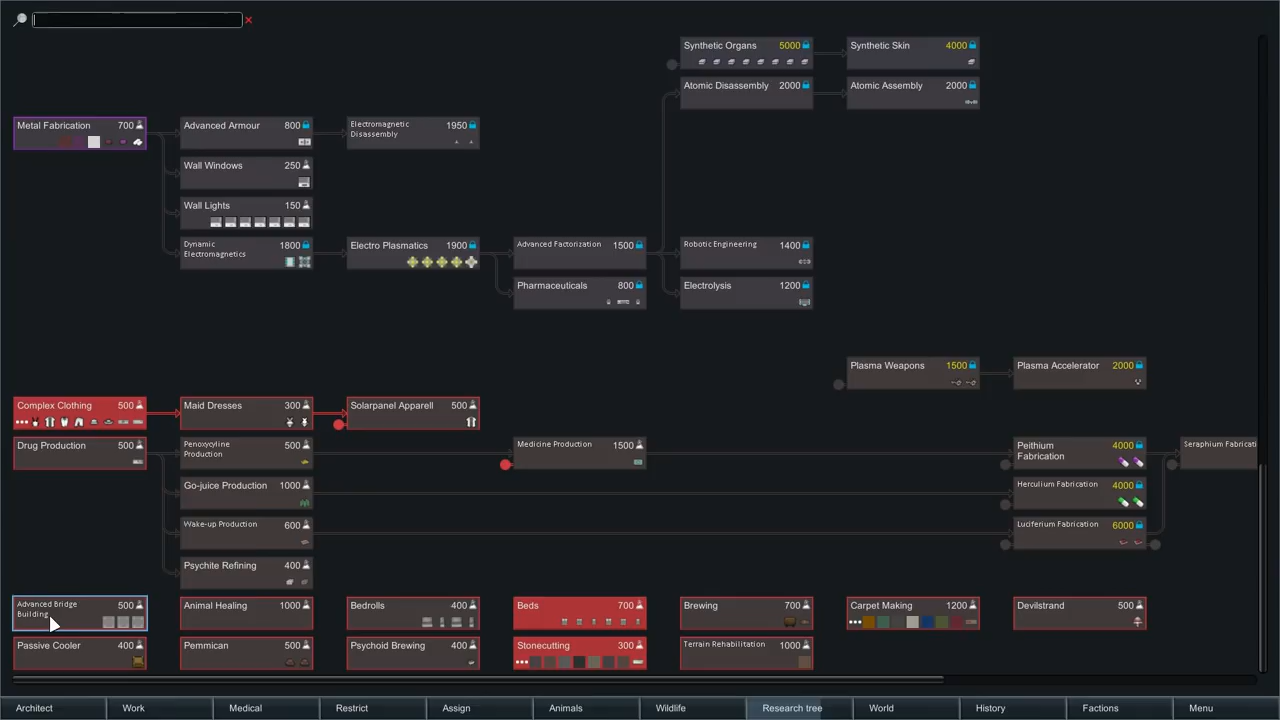 Synthetic Organs 5000
Synthetic Skin 4000
Atomic Disassembly 2000
Atomic Assembly 2000
Metal Fabrication 700
Advanced Armour 800
Electromagnetic
Disassembly 1950
Wall Windows 250
Wall Lights 150
Dynamic
Electromagnetics 1800
Electro Plasmatics 1900
Advanced Factorization 1500
Robotic Engineering 1400
Pharmaceuticals 800
Electrolysis 1200
Plasma Weapons 1500
Plasma Accelerator 2000
Complex Clothing 500
Maid Dresses 300
Solarpanel Apparell 500
Drug Production 500
Penoxycyline
Production 500
Medicine Production 1500
Peithium
Fabrication 4000
Seraphium Fabricati
Go-juice Production 1000
Herculium Fabrication 4000
Wake-up Production 600
Luciferium Fabrication 6000
Psychite Refining 400
Advanced Bridge
Building 500
Animal Healing 1000
Bedrolls 400
Beds 700
Brewing 700
Carpet Making 1200
Devilstrand 500
Passive Cooler 400
Pemmican 500
Psychoid Brewing 400
Stonecutting 300
Terrain Rehabilitation 1000
Architect Work Medical Restrict Assign Animals Wildlife Research tree World History Factions Menu